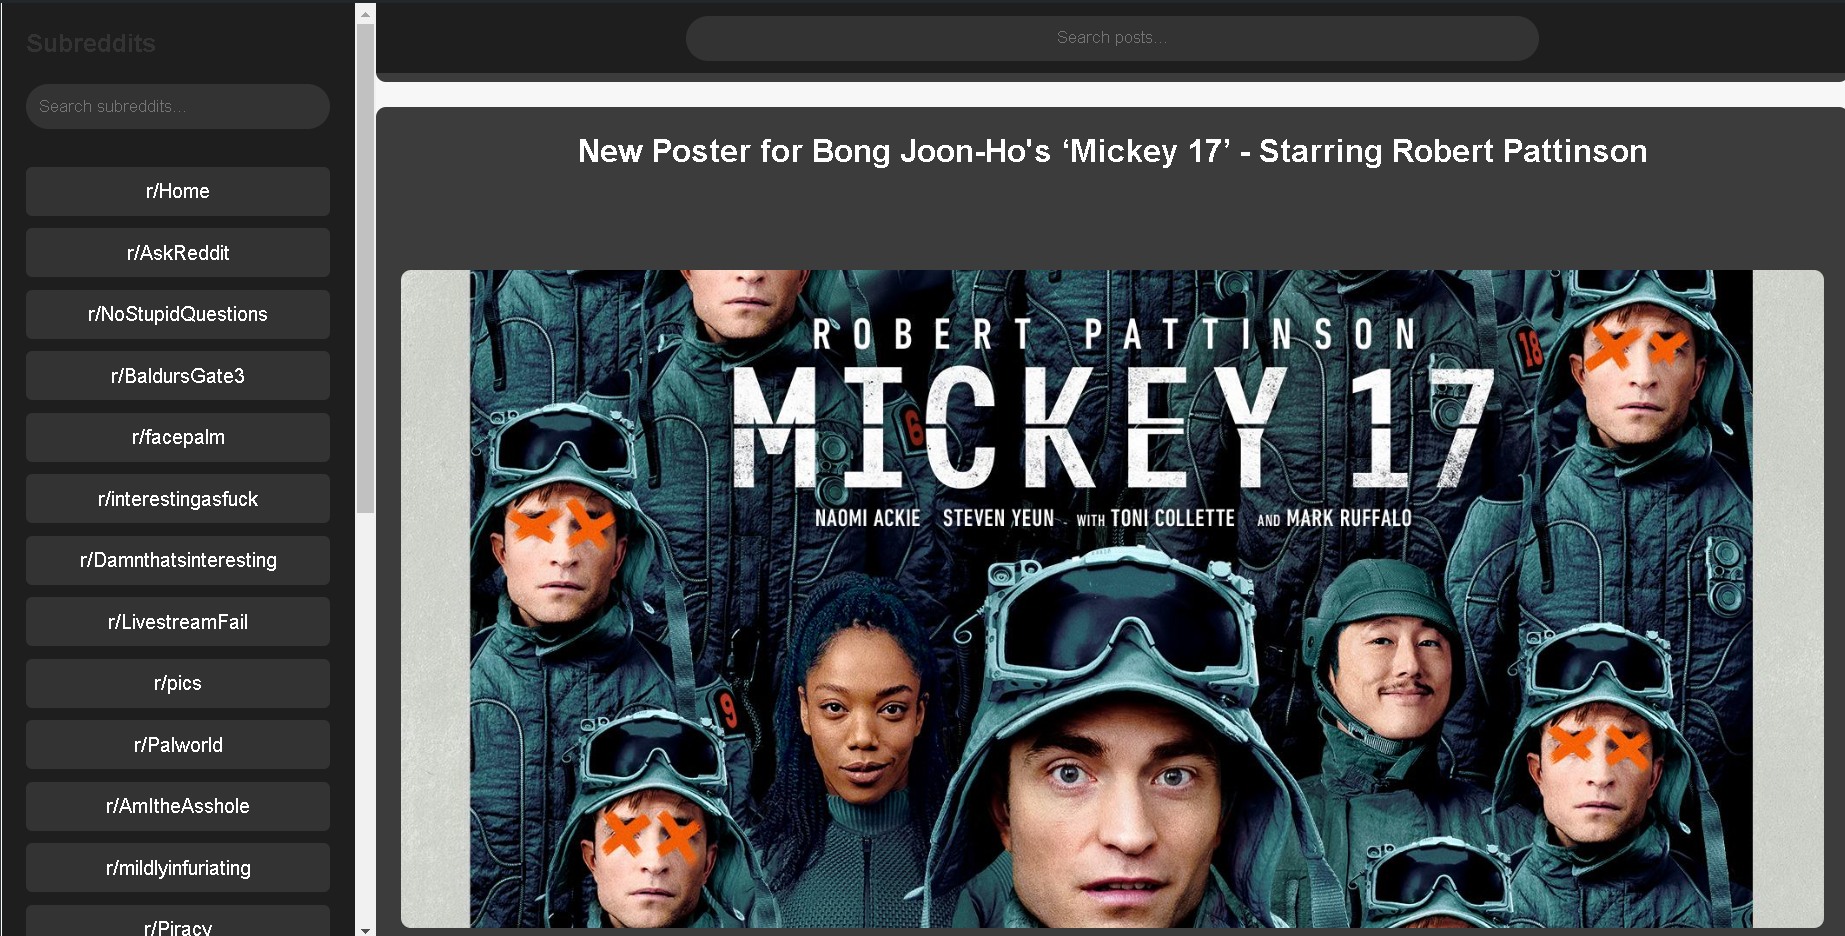 Subreddits
Search subreddits...
r/Home
r/AskReddit
r/NoStupidQuestions
r/BaldursGate3
r/facepalm
r/interestingasfuck
r/Damnthatsinteresting
r/LivestreamFail
r/pics
r/Palworld
r/AmItheAsshole
r/mildlyinfuriating
r/Piracy
Search posts...
New Poster for Bong Joon-Ho's ‘Mickey 17’ - Starring Robert Pattinson
ROBERT PATTINSON
MICKEY 17
NAOMI ACKIE STEVEN YEUN WITH TONI COLLETTE AND MARK RUFFALO
18
6
9